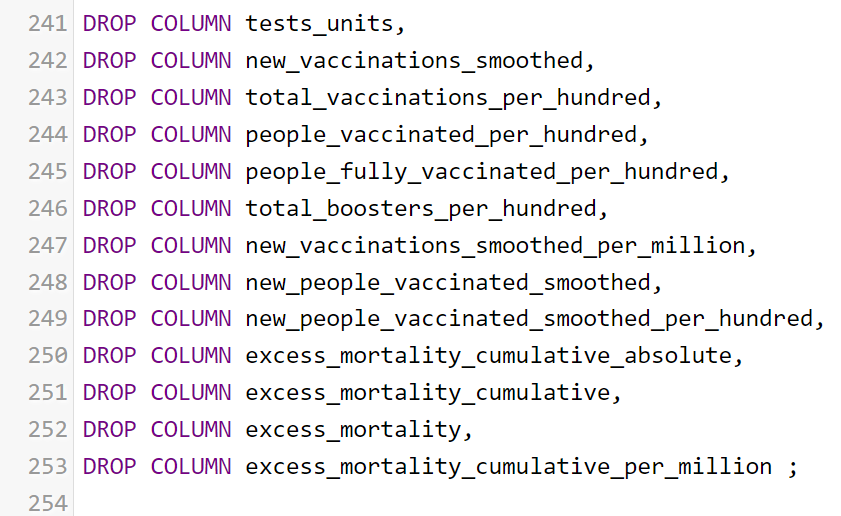 241 DROP COLUMN tests_units,
242 DROP COLUMN new_vaccinations_smoothed,
243 DROP COLUMN total_vaccinations_per_hundred,
244 DROP COLUMN people_vaccinated_per_hundred,
245 DROP COLUMN people_fully_vaccinated_per_hundred,
246 DROP COLUMN total_boosters_per_hundred,
247 DROP COLUMN new_vaccinations_smoothed_per_million,
248 DROP COLUMN new_people_vaccinated_smoothed,
249 DROP COLUMN new_people_vaccinated_smoothed_per_hundred,
250 DROP COLUMN excess_mortality_cumulative_absolute,
251 DROP COLUMN excess_mortality_cumulative,
252 DROP COLUMN excess_mortality,
253 DROP COLUMN excess_mortality_cumulative_per_million ;
254